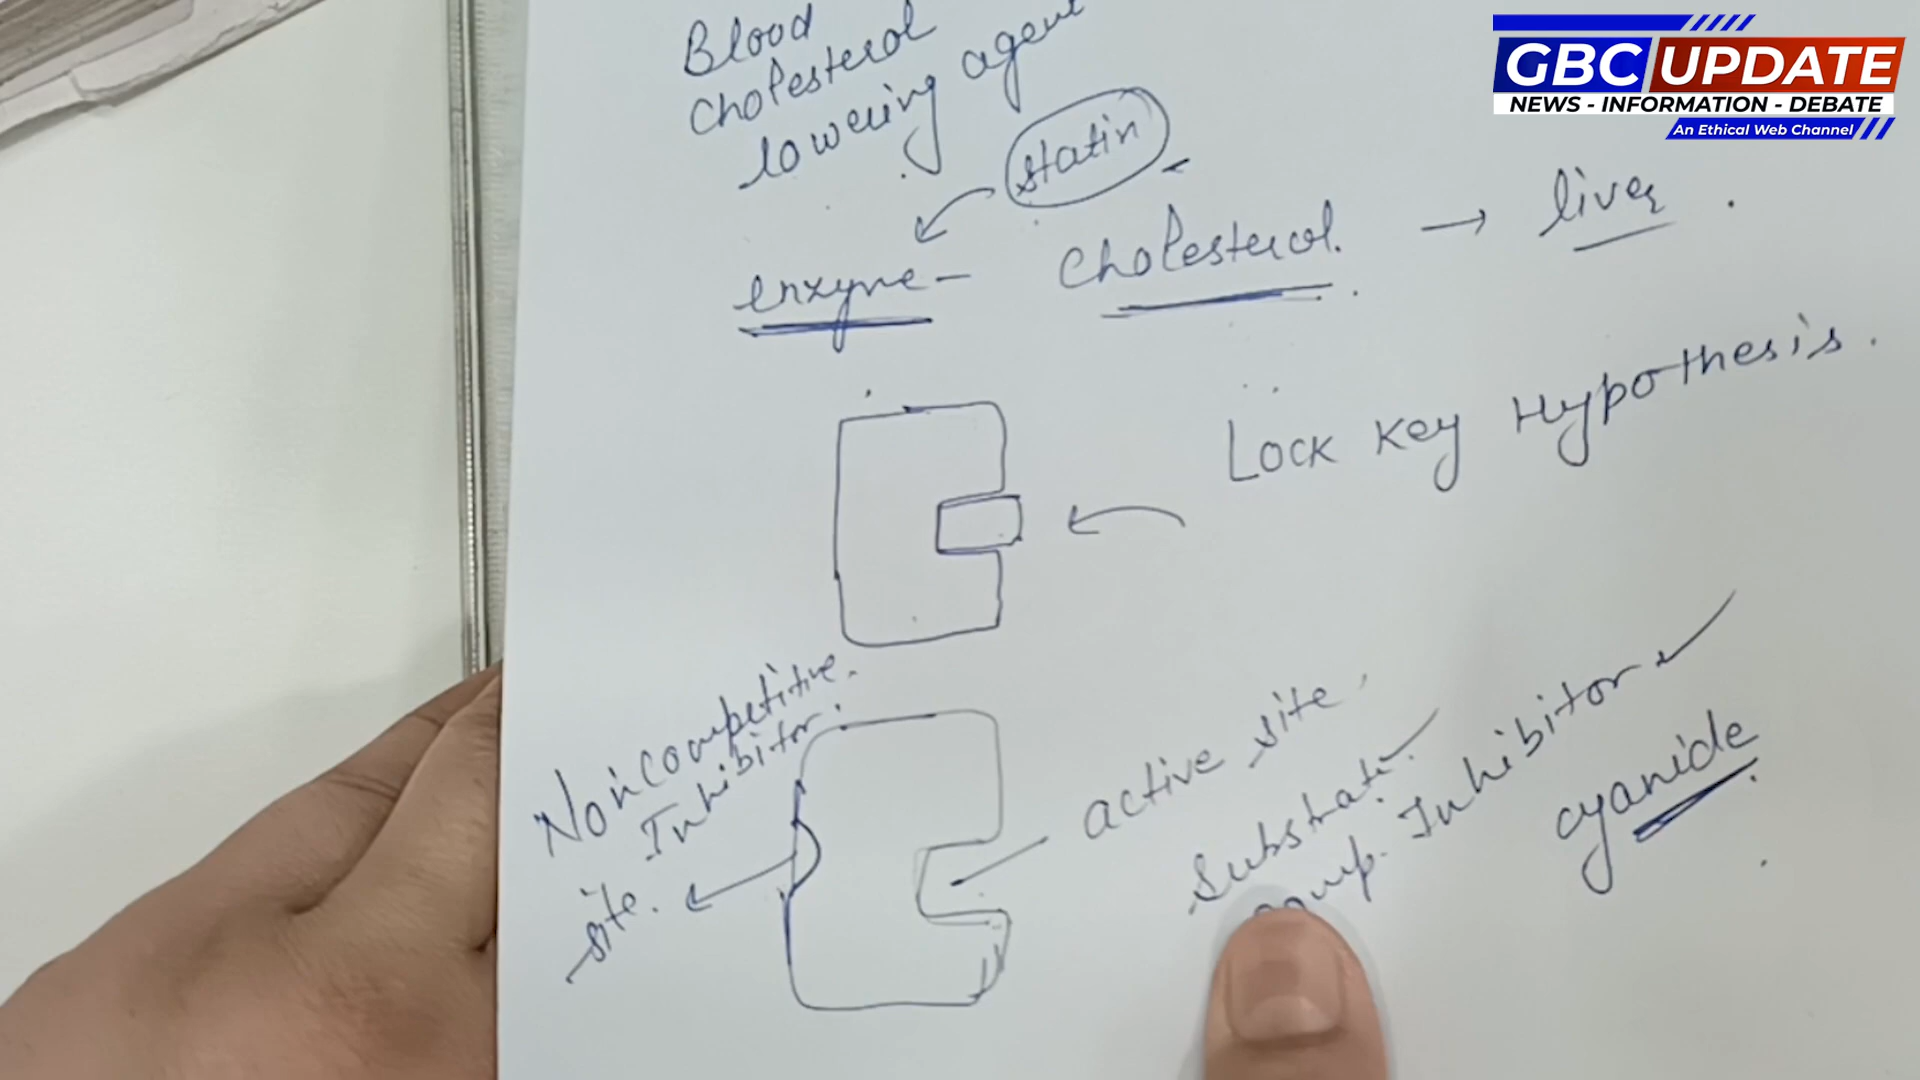 Blood
cholesterol
lowering agent
statin
enzyme - cholesterol. → liver.
Lock Key Hypothesis.
Noncompetitive
Inhibitor.
site.
active site.
substrate.
comp. Inhibitor
cyanide
GBC UPDATE
NEWS - INFORMATION - DEBATE
An Ethical Web Channel